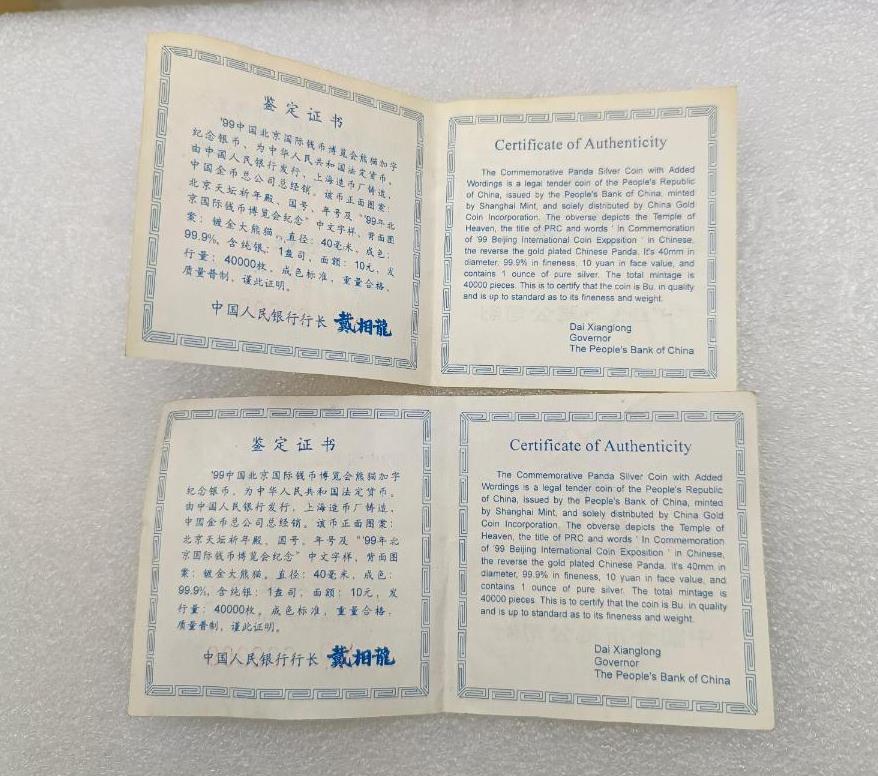 鉴定证书
'99中国北京国际钱币博览会熊猫加字
纪念银币，为中华人民共和国法定货币。
由中国人民银行发行，上海造币厂铸造，
中国金币总公司总经销。该币正面图案：
北京天坛祈年殿、国号、年号及“'99年北
京国际钱币博览会纪念”中文字样，背面图
案：镀金大熊猫。直径：40毫米，成色：
99.9%，含纯银：1盎司，面额：10元，发
行量：40000枚。成色标准，重量合格，
质量普制，谨此证明。
中国人民银行行长 戴相龍
Certificate of Authenticity
The Commemorative Panda Silver Coin with Added
Wordings is a legal tender coin of the People's Republic
of China, issued by the People's Bank of China, minted
by Shanghai Mint, and solely distributed by China Gold
Coin Incorporation. The obverse depicts the Temple of
Heaven, the title of PRC and words ' In Commemoration
of '99 Beijing International Coin Exposition ' in Chinese,
the reverse the gold plated Chinese Panda. It's 40mm in
diameter, 99.9% in fineness, 10 yuan in face value, and
contains 1 ounce of pure silver. The total mintage is
40000 pieces. This is to certify that the coin is Bu. in quality
and is up to standard as to its fineness and weight.
Dai Xianglong
Governor
The People's Bank of China
鉴定证书
'99中国北京国际钱币博览会熊猫加字
纪念银币，为中华人民共和国法定货币。
由中国人民银行发行，上海造币厂铸造，
中国金币总公司总经销。该币正面图案：
北京天坛祈年殿、国号、年号及“'99年北
京国际钱币博览会纪念”中文字样，背面图
案：镀金大熊猫。直径：40毫米，成色：
99.9%，含纯银：1盎司，面额：10元，发
行量：40000枚。成色标准，重量合格，
质量普制，谨此证明。
中国人民银行行长 戴相龍
Certificate of Authenticity
The Commemorative Panda Silver Coin with Added
Wordings is a legal tender coin of the People's Republic
of China, issued by the People's Bank of China, minted
by Shanghai Mint, and solely distributed by China Gold
Coin Incorporation. The obverse depicts the Temple of
Heaven, the title of PRC and words ' In Commemoration
of '99 Beijing International Coin Exposition ' in Chinese,
the reverse the gold plated Chinese Panda. It's 40mm in
diameter, 99.9% in fineness, 10 yuan in face value, and
contains 1 ounce of pure silver. The total mintage is
40000 pieces. This is to certify that the coin is Bu. in quality
and is up to standard as to its fineness and weight.
Dai Xianglong
Governor
The People's Bank of China